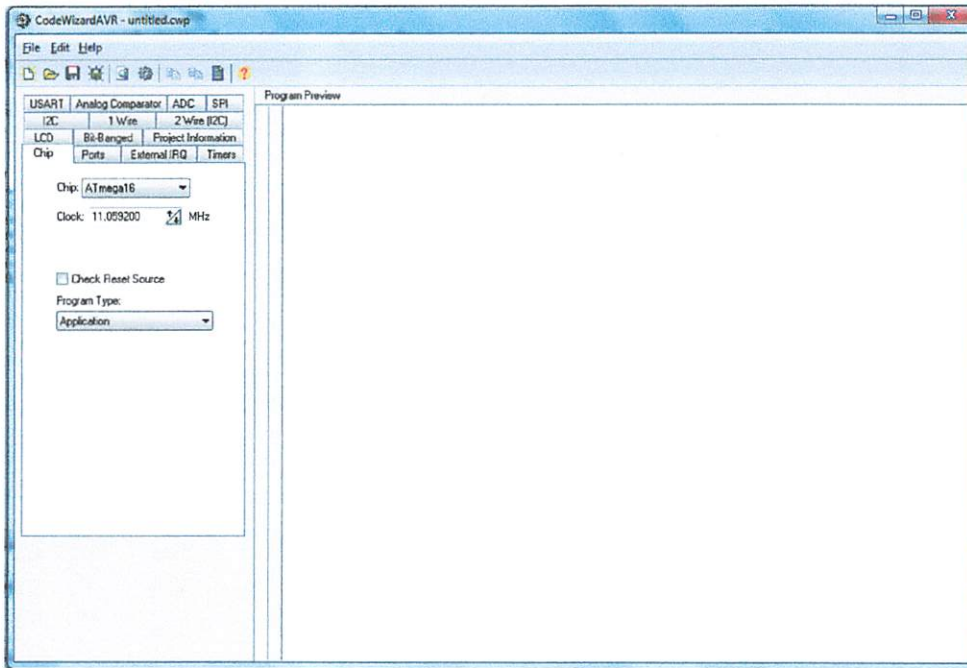 CodeWizardAVR - untitled.cwp
File Edit Help
USART Analog Comparator ADC SPI
I2C 1 Wire 2 Wire (I2C)
LCD Bit-Banged Project Information
Chip Ports External IRQ Timers
Chip: ATmega16
Clock: 11.059200 MHz
Check Reset Source
Program Type:
Application
Program Preview